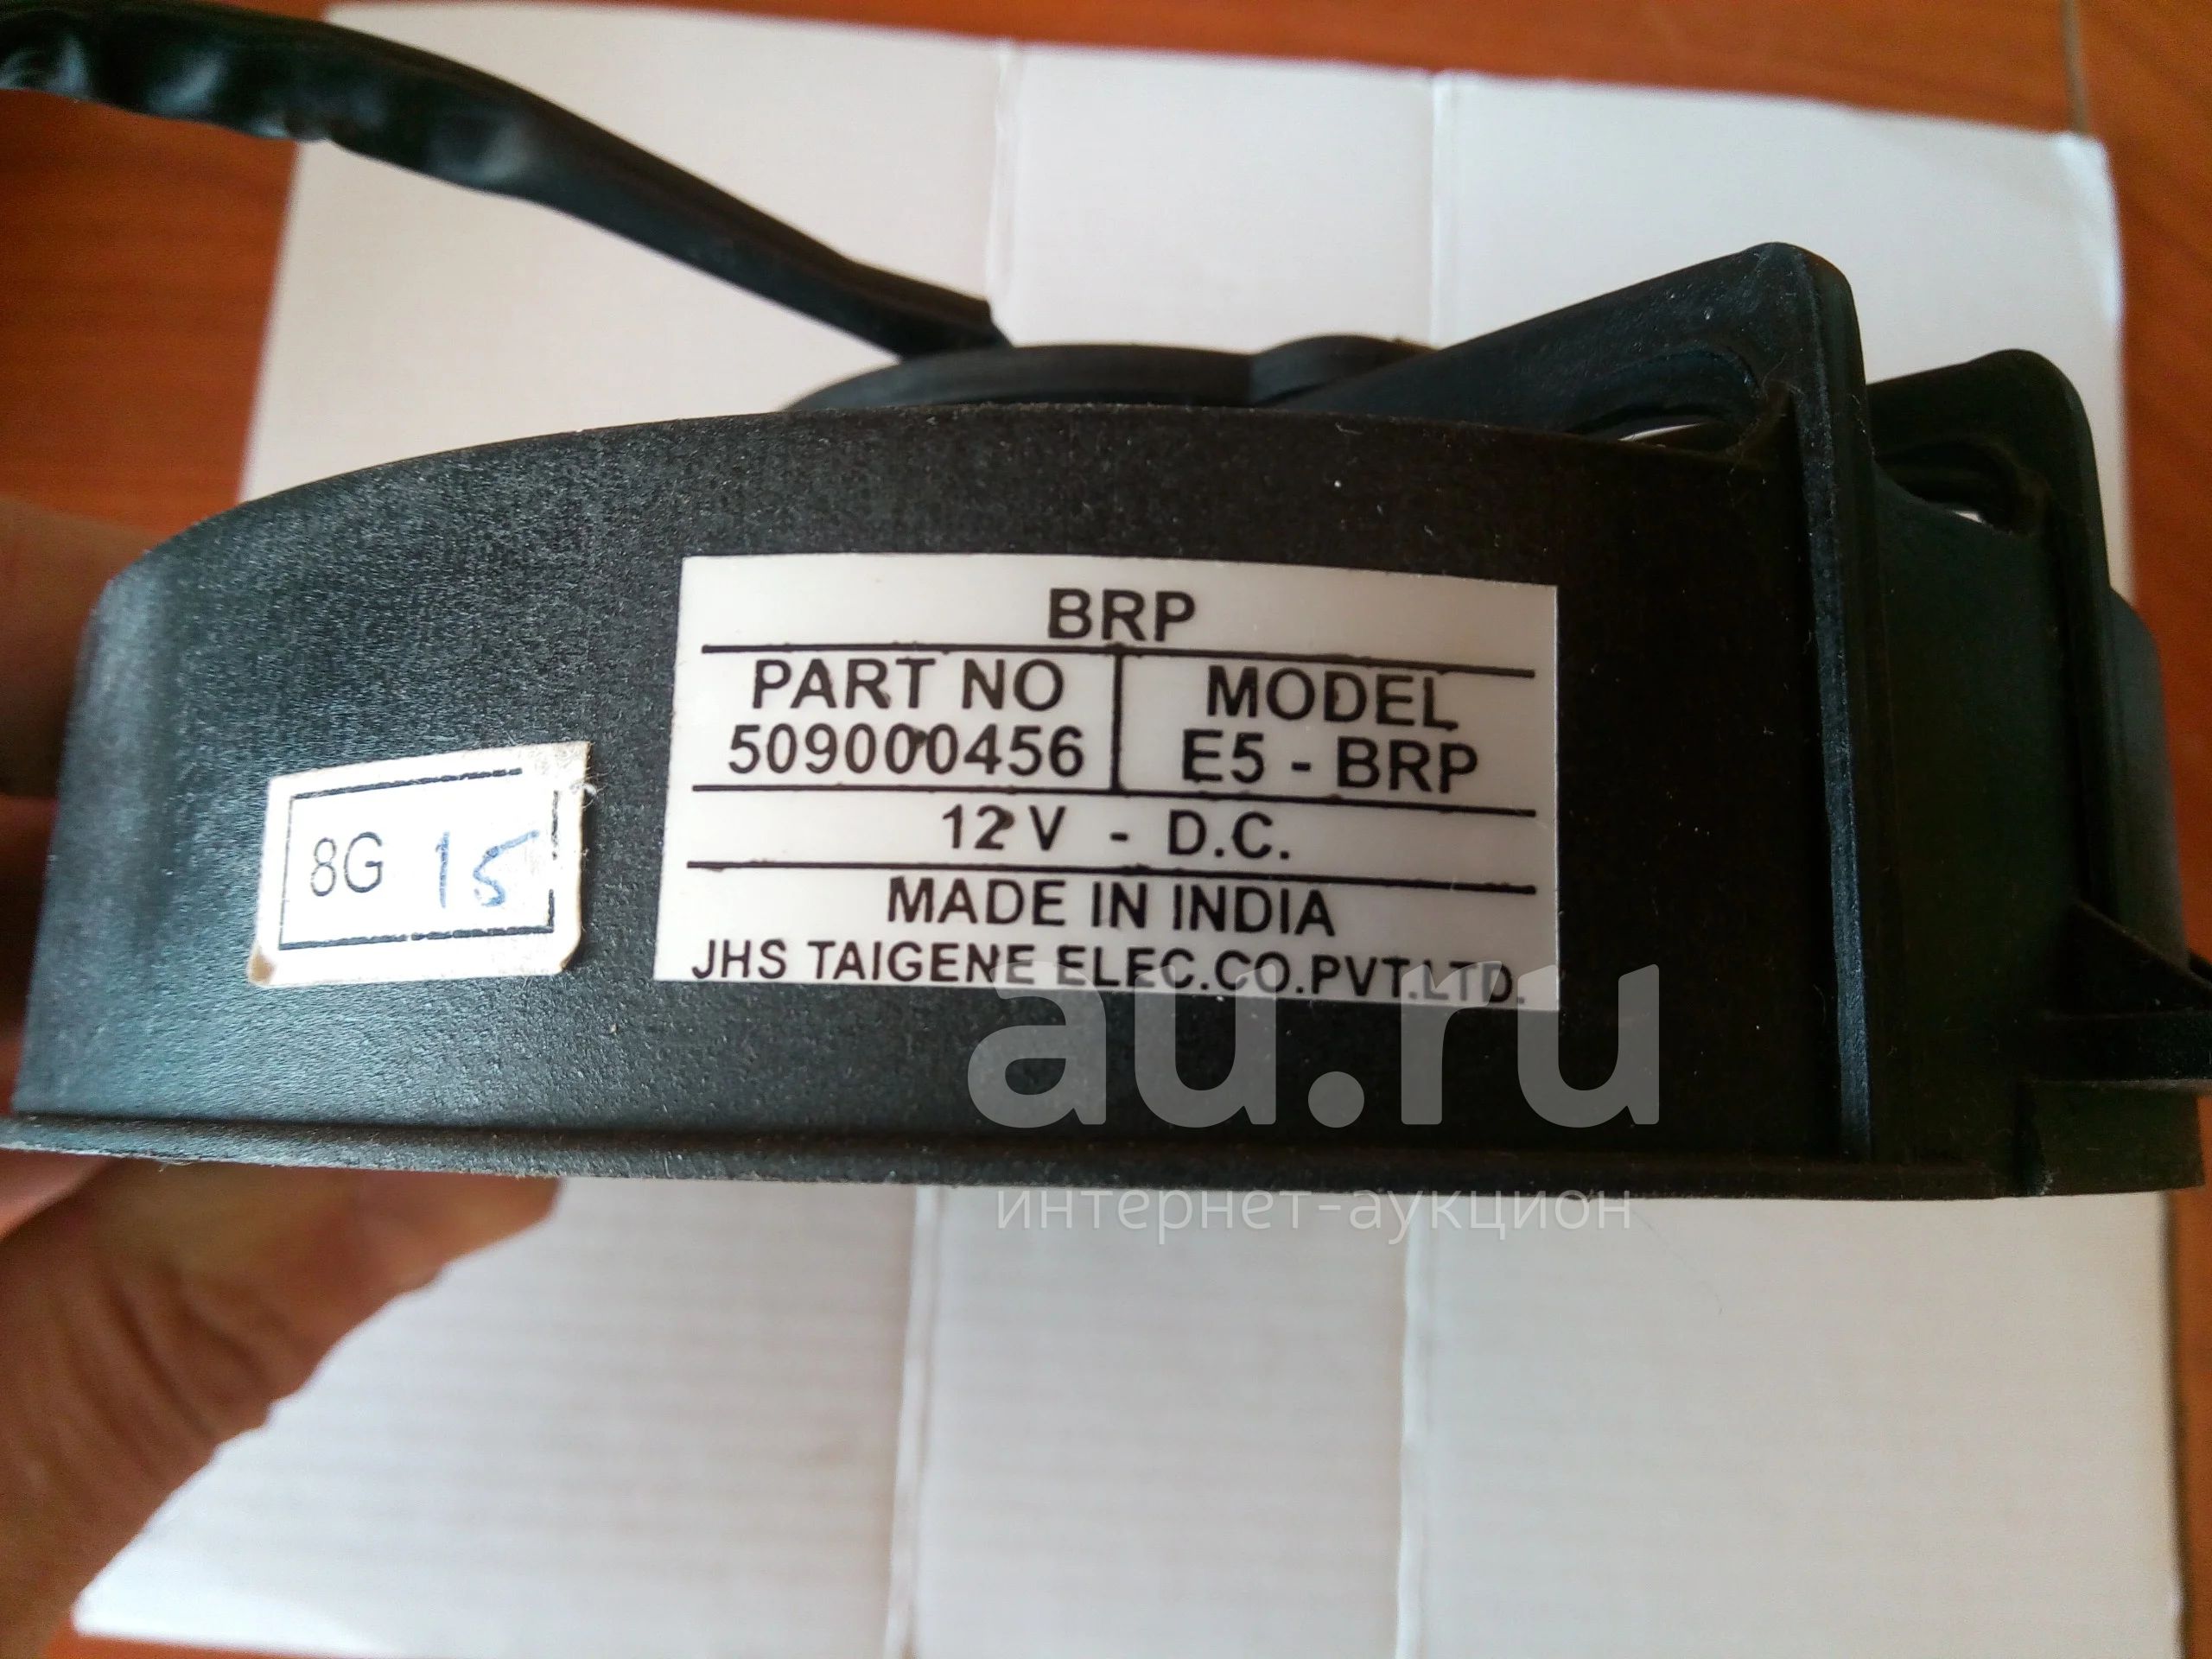 BRP
PART NO MODEL
509000456 E5 - BRP
12 V - D.C.
MADE IN INDIA
JHS TAIGENE ELEC.CO.PVT.LTD.
8G 15
au.ru
интернет-аукцион